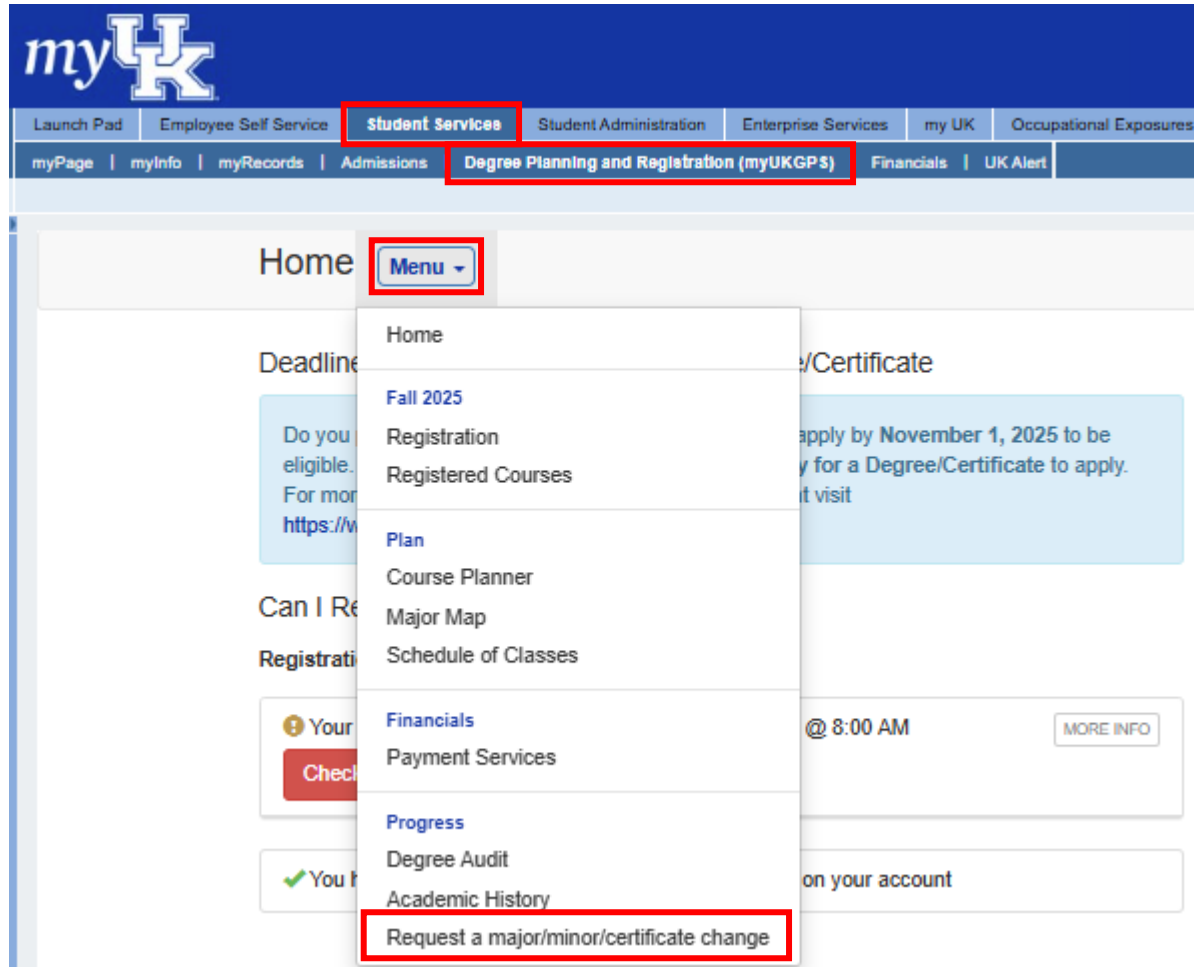 myUK
Launch Pad Employee Self Service Student Services Student Administration Enterprise Services my UK Occupational Exposures
myPage | myInfo | myRecords | Admissions Degree Planning and Registration (myUKGPS) Financials | UK Alert
Home Menu
Home
Deadline e/Certificate
Fall 2025
Do you apply by November 1, 2025 to be
Registration
eligible. y for a Degree/Certificate to apply.
Registered Courses
For mor t visit
https://w
Plan
Course Planner
Can I Re
Major Map
Schedule of Classes
Registrati
Financials
Your @ 8:00 AM MORE INFO
Payment Services
Check
Progress
Degree Audit
You h on your account
Academic History
Request a major/minor/certificate change